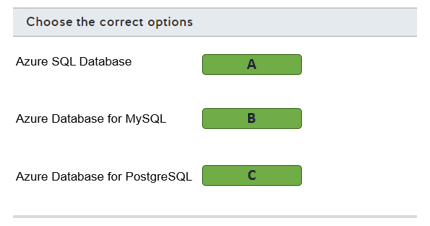 Choose the correct options
Azure SQL Database A
Azure Database for MySQL B
Azure Database for PostgreSQL C